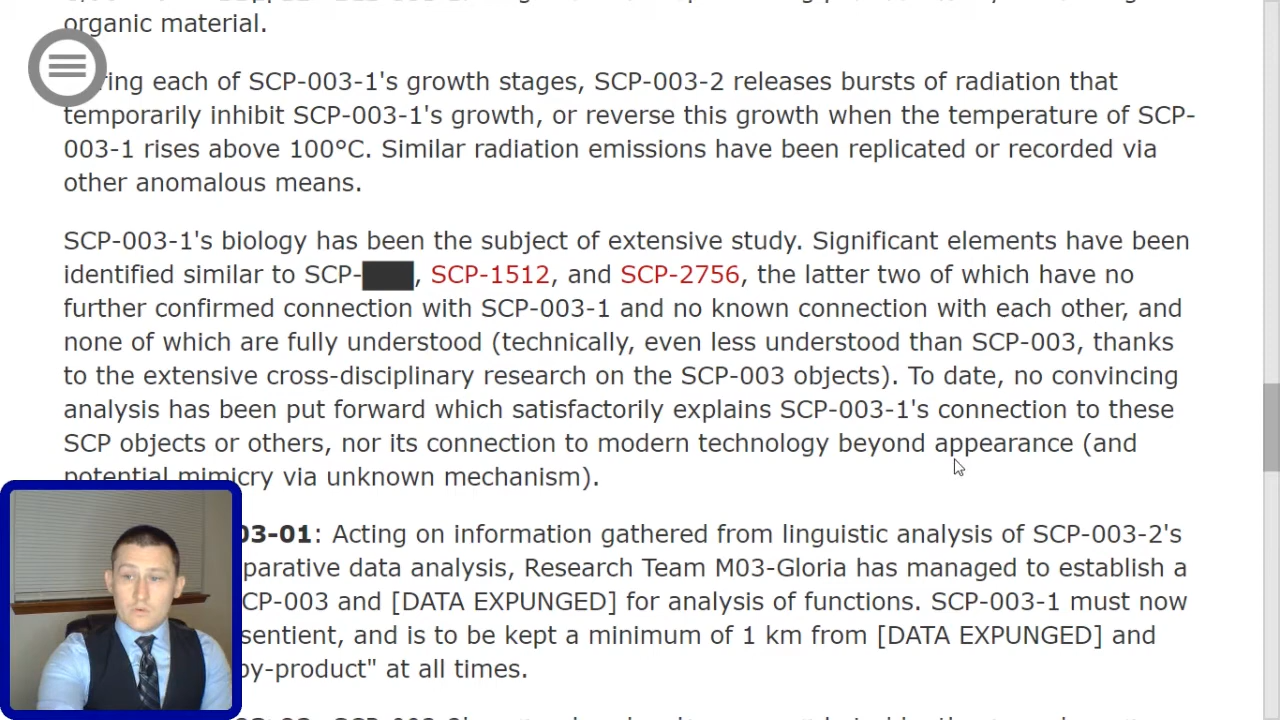 organic material.
ring each of SCP-003-1's growth stages, SCP-003-2 releases bursts of radiation that
temporarily inhibit SCP-003-1's growth, or reverse this growth when the temperature of SCP-
003-1 rises above 100°C. Similar radiation emissions have been replicated or recorded via
other anomalous means.
SCP-003-1's biology has been the subject of extensive study. Significant elements have been
identified similar to SCP-███, SCP-1512, and SCP-2756, the latter two of which have no
further confirmed connection with SCP-003-1 and no known connection with each other, and
none of which are fully understood (technically, even less understood than SCP-003, thanks
to the extensive cross-disciplinary research on the SCP-003 objects). To date, no convincing
analysis has been put forward which satisfactorily explains SCP-003-1's connection to these
SCP objects or others, nor its connection to modern technology beyond appearance (and
potential mimicry via unknown mechanism).
03-01: Acting on information gathered from linguistic analysis of SCP-003-2's
parative data analysis, Research Team M03-Gloria has managed to establish a
CP-003 and [DATA EXPUNGED] for analysis of functions. SCP-003-1 must now
sentient, and is to be kept a minimum of 1 km from [DATA EXPUNGED] and
by-product" at all times.